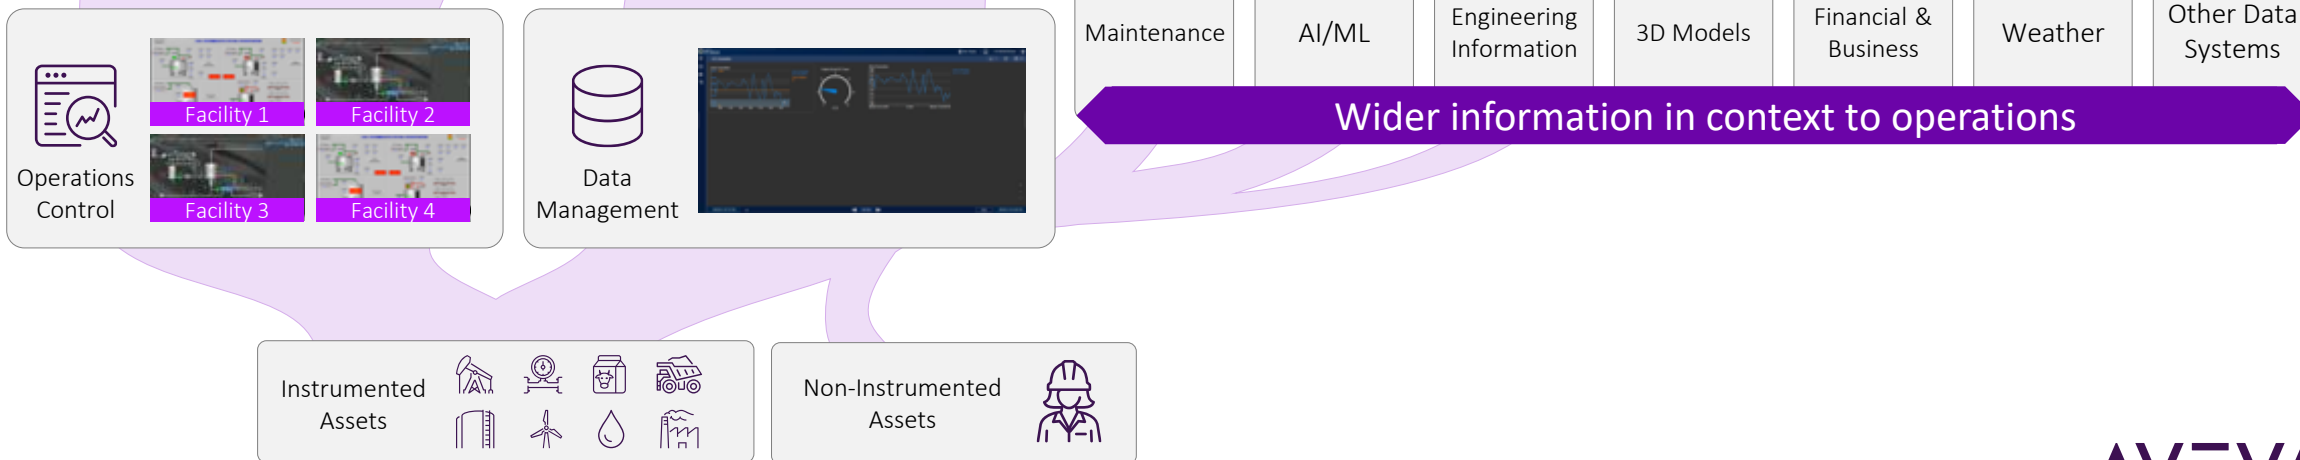 Maintenance
AI/ML
Engineering
Information
3D Models
Financial &
Business
Weather
Other Data
Systems
Wider information in context to operations
Operations
Control
Facility 1
Facility 2
Facility 3
Facility 4
Data
Management
Instrumented
Assets
Non-Instrumented
Assets